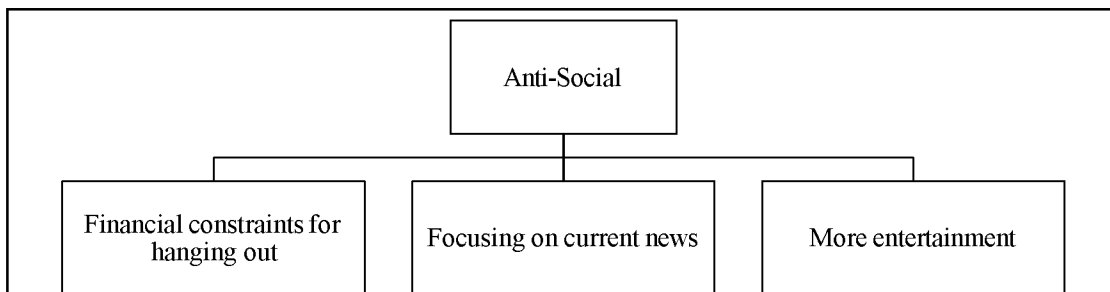 Anti-Social
Financial constraints for
hanging out
Focusing on current news
More entertainment